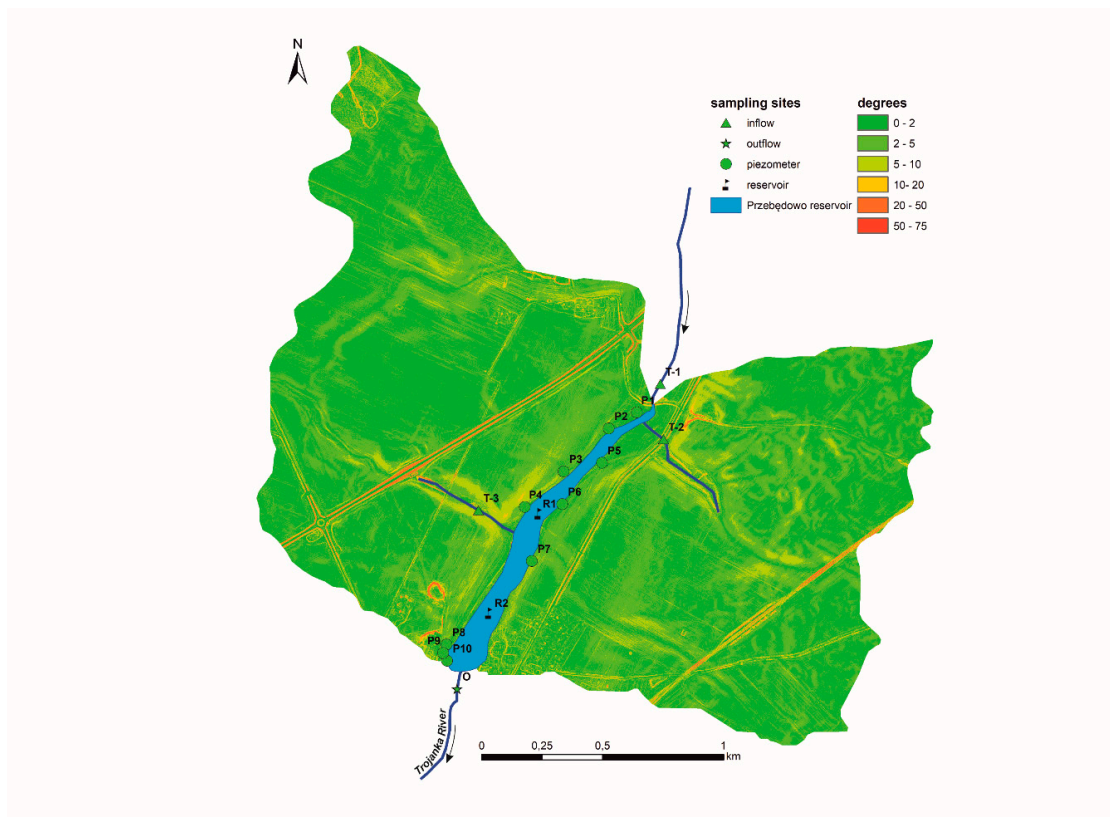 N
sampling sites
inflow
outflow
piezometer
reservoir
Przebędowo reservoir
degrees
0 - 2
2 - 5
5 - 10
10- 20
20 - 50
50 - 75
T-1
P1
P2
T-2
P3
P5
P4
P6
R1
T-3
P7
R2
P8
P9
P10
O
Trojanka River
0 0,25 0,5 1
km